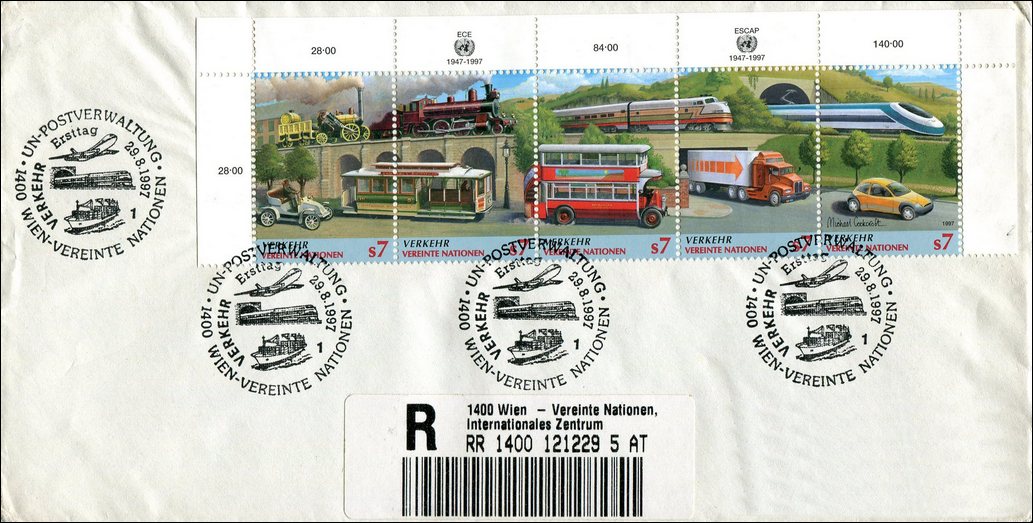 28·00
ECE
1947-1997
84·00
ESCAP
1947-1997
140·00
28·00
Michael Cockcroft
1997
VERKEHR
VEREINTE NATIONEN s7
VERKEHR
VEREINTE NATIONEN s7
VERKEHR
VEREINTE NATIONEN s7
VERKEHR
VEREINTE NATIONEN s7
VERKEHR
VEREINTE NATIONEN s7
· UN-POSTVERWALTUNG ·
Ersttag
29.8.1997
VERKEHR
1
1400 WIEN-VEREINTE NATIONEN
· UN-POSTVERWALTUNG ·
Ersttag
29.8.1997
VERKEHR
1
1400 WIEN-VEREINTE NATIONEN
· UN-POSTVERWALTUNG ·
Ersttag
29.8.1997
VERKEHR
1
1400 WIEN-VEREINTE NATIONEN
· UN-POSTVERWALTUNG ·
Ersttag
29.8.1997
VERKEHR
1
1400 WIEN-VEREINTE NATIONEN
R
1400 Wien – Vereinte Nationen,
Internationales Zentrum
RR 1400 121229 5 AT